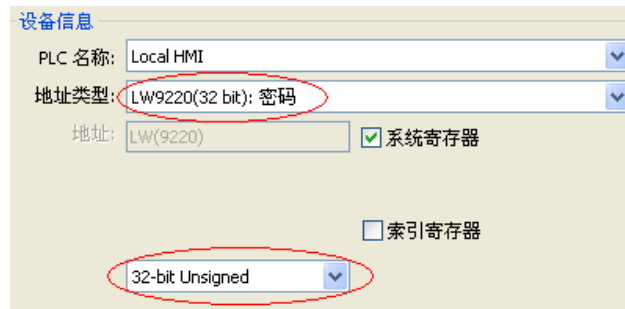 设备信息
PLC 名称: Local HMI
地址类型: LW9220(32 bit): 密码
地址: LW(9220) 系统寄存器
索引寄存器
32-bit Unsigned